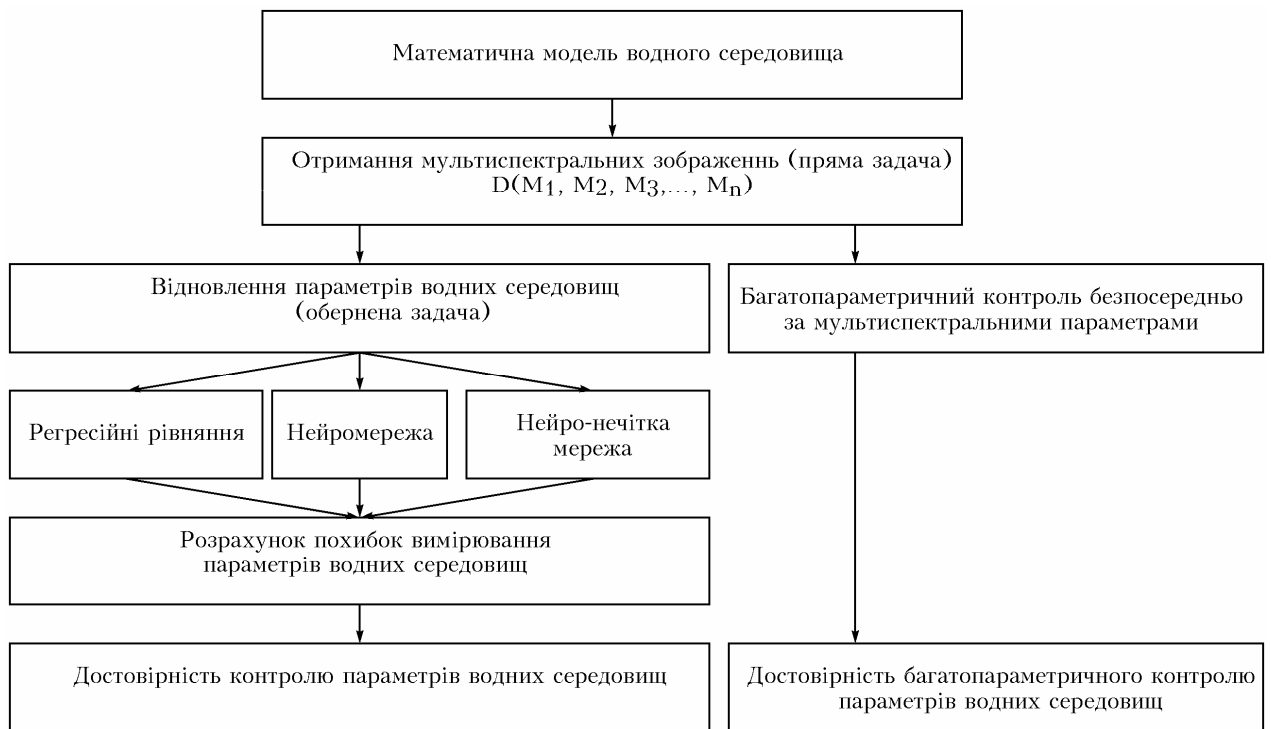 Математична модель водного середовища
Отримання мультиспектральних зображеннь (пряма задача)
D(M1, M2, M3,..., Mn)
Відновлення параметрів водних середовищ
(обернена задача)
Багатопараметричний контроль безпосередньо
за мультиспектральними параметрами
Регресійні рівняння
Нейромережа
Нейро-нечітка
мережа
Розрахунок похибок вимірювання
параметрів водних середовищ
Достовірність контролю параметрів водних середовищ
Достовірність багатопараметричного контролю
параметрів водних середовищ